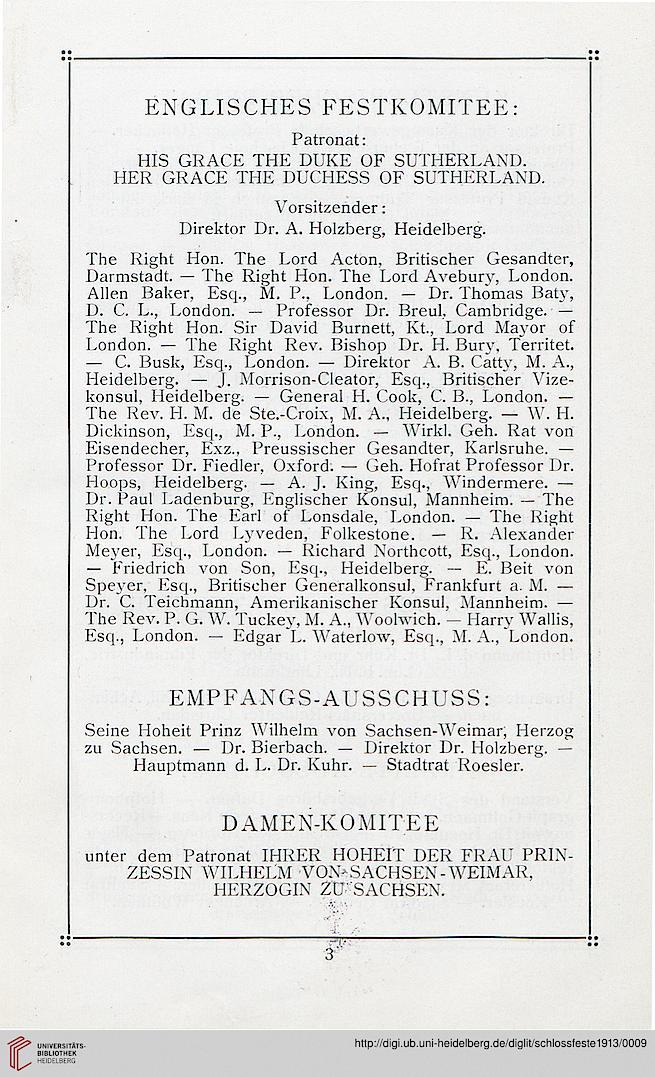 ENGLISCHES FESTKOMITEE:
Patronat:
HIS GRACE THE DUKE OF SUTHERLAND.
HER GRACE THE DUCHESS OF SUTHERLAND.
Vorsitzender:
Direktor Dr. A. Holzberg, Heidelberg.
The Right Hon. The Lord Acton, Britischer Gesandter,
Darmstadt. — The Right Hon. The Lord Avebury, London.
Allen Baker, Esq., M. P., London. — Dr. Thomas Baty,
D. C. L., London. — Professor Dr. Breul, Cambridge. —
The Right Hon. Sir David Burnett, Kt., Lord Mayor of
London. — The Right Rev. Bishop Dr. H. Bury, Territet.
— C. Busk, Esq., London. — Direktor A. B. Catty, M. A.,
Heidelberg. — J. Morrison-Cleator, Esq., Britischer Vize-
konsul, Heidelberg. — General H. Cook, C. B., London. —
The Rev. H. M. de Ste.-Croix, M. A., Heidelberg. — W. H.
Dickinson, Esq., M. P., London. — Wirkl. Geh. Rat von
Eisendecher, Exz., Preussischer Gesandter, Karlsruhe. —
Professor Dr. Fiedler, Oxford. — Geh. Hofrat Professor Dr.
Hoops, Heidelberg. — A. J. King, Esq., Windermere. —
Dr. Paul Ladenburg, Englischer Konsul, Mannheim. — The
Right Hon. The Earl of Lonsdale, London. — The Right
Hon. The Lord Lyveden, Folkestone. — R. Alexander
Meyer, Esq., London. — Richard Northcott, Esq., London.
— Friedrich von Son, Esq., Heidelberg. — E. Beit von
Speyer, Esq., Britischer Generalkonsul, Frankfurt a. M. —
Dr. C. Teichmann, Amerikanischer Konsul, Mannheim. —
The Rev. P. G. W. Tuckey, M. A., Woolwich. — Harry Wallis,
Esq., London. — Edgar L. Waterlow, Esq., M. A., London.
EMPFANGS-AUSSCHUSS:
Seine Hoheit Prinz Wilhelm von Sachsen-Weimar, Herzog
zu Sachsen. — Dr. Bierbach. — Direktor Dr. Holzberg. —
Hauptmann d. L. Dr. Kuhr. — Stadtrat Roesler.
DAMEN-KOMITEE
unter dem Patronat IHRER HOHEIT DER FRAU PRIN-
ZESSIN WILHELM VON SACHSEN-WEIMAR,
HERZOGIN ZU SACHSEN.
3
UNIVERSITÄTS-
BIBLIOTHEK
HEIDELBERG
http://digi.ub.uni-heidelberg.de/diglit/schlossfeste1913/0009